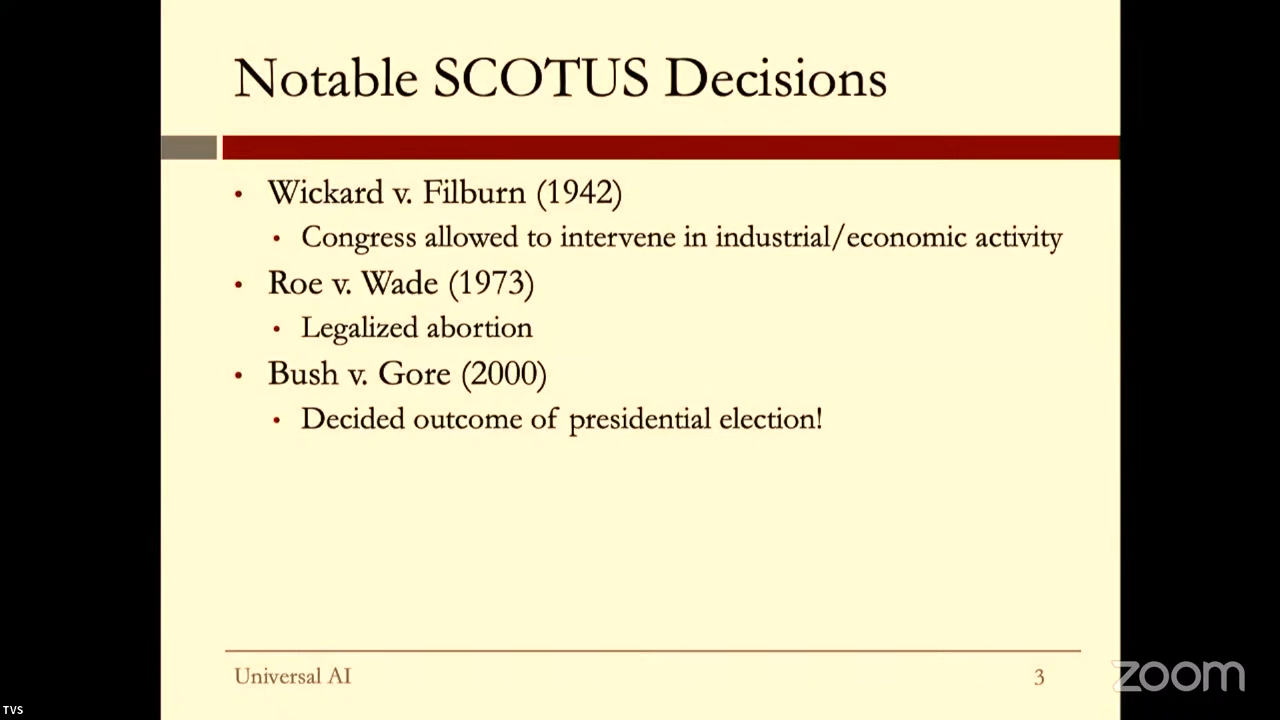 Notable SCOTUS Decisions
• Wickard v. Filburn (1942)
• Congress allowed to intervene in industrial/economic activity
• Roe v. Wade (1973)
• Legalized abortion
• Bush v. Gore (2000)
• Decided outcome of presidential election!
Universal AI
3
zoom
TVS